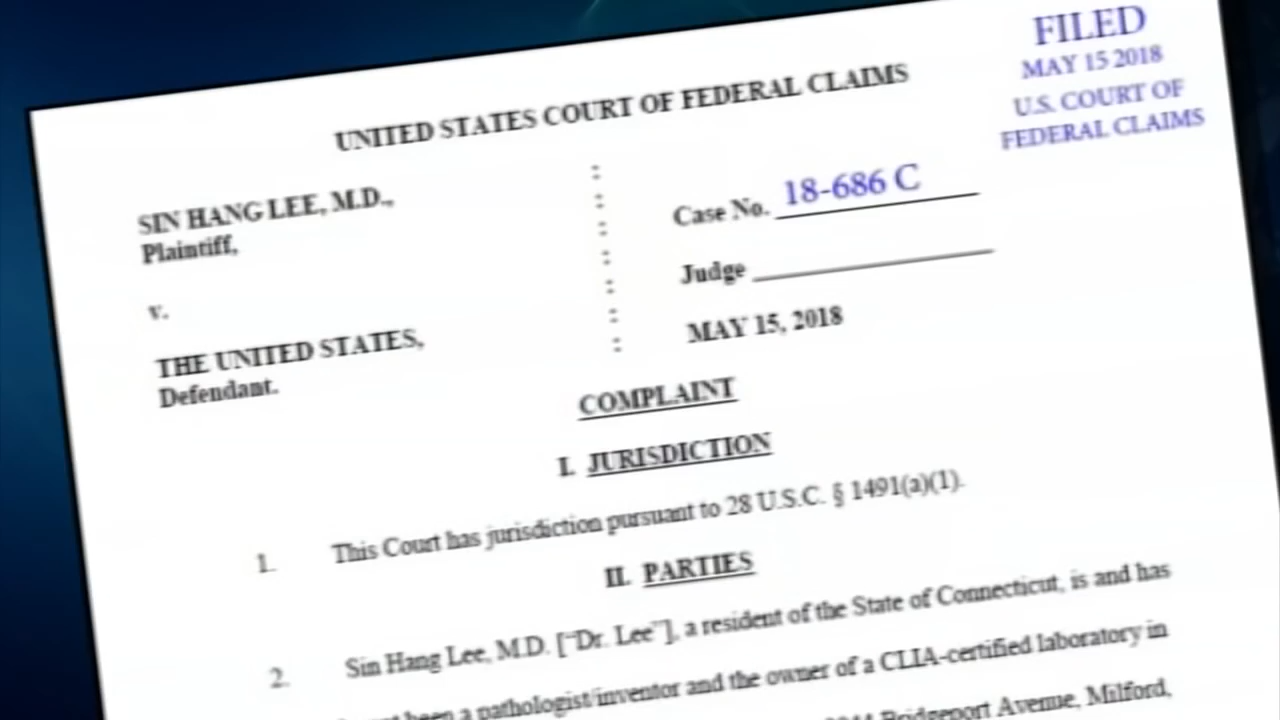 FILED
MAY 15 2018
U.S. COURT OF
FEDERAL CLAIMS
UNITED STATES COURT OF FEDERAL CLAIMS
SIN HANG LEE, M.D.,
Plaintiff,
v.
THE UNITED STATES,
Defendant.
:
:
:
:
:
:
:
Case No. 18-686 C
Judge
MAY 15, 2018
COMPLAINT
I. JURISDICTION
1. This Court has jurisdiction pursuant to 28 U.S.C. § 1491(a)(1).
II. PARTIES
2. Sin Hang Lee, M.D. ["Dr. Lee"], a resident of the State of Connecticut, is and has
been a pathologist/inventor and the owner of a CLIA-certified laboratory in
Bridgeport Avenue, Milford,